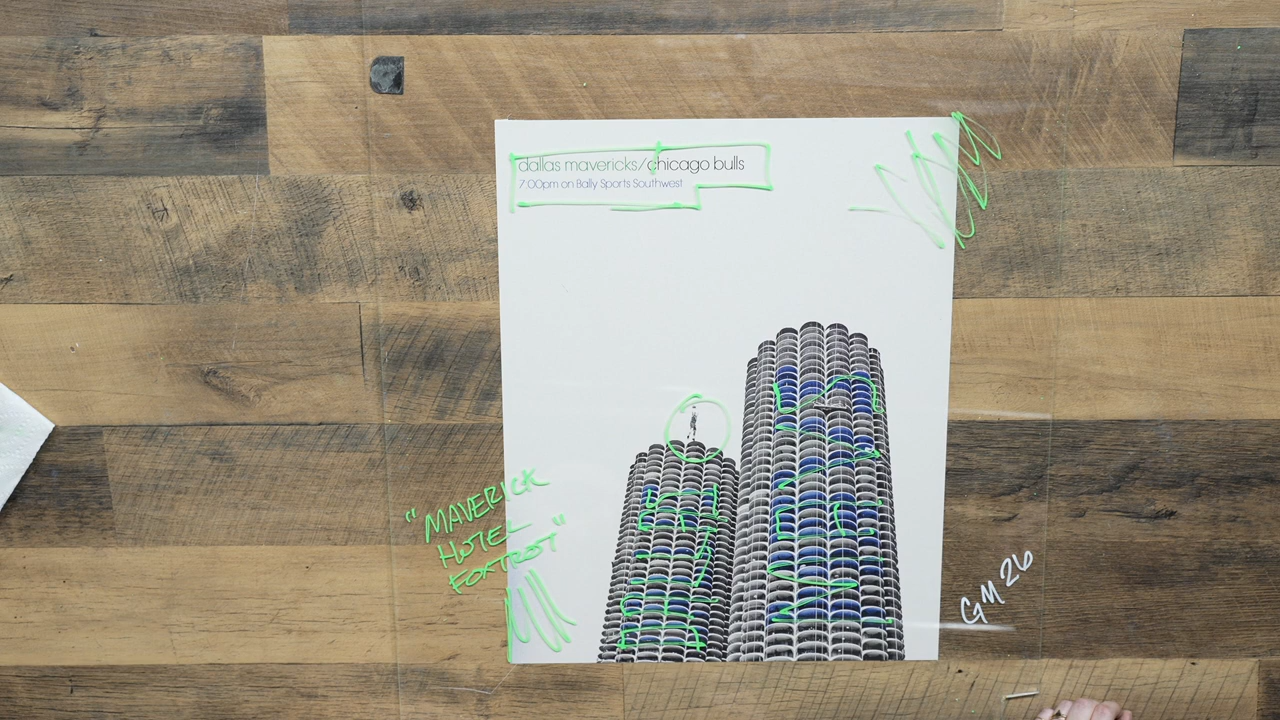 dallas mavericks/chicago bulls
7:00pm on Bally Sports Southwest
"MAVERICK
HOTEL
FOXTROT"
GM 26